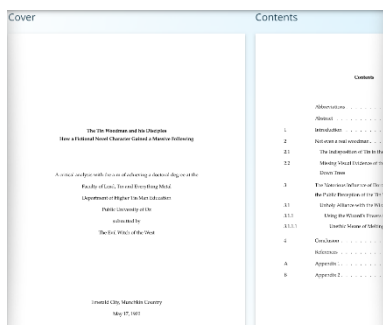 Cover
The Tin Woodman and his Disciples
How a Fictional Novel Character Gained a Massive Following
A critical analysis with the aim of achieving a doctoral degree at the
Faculty of Lead, Tin and Everything Metal
Department of Higher Tin Man Education
Public University of Oz
submitted by
The Evil Witch of the West
Emerald City, Munchkin Country
May 17, 1901
Contents
Contents
Abbreviations
Abstract
1 Introduction
2 Not even a real woodman
2.1 The Indisposition of Tin in the
2.2 Missing Visual Evidence of
Down Trees
3 The Notorious Influence of Tin
the Public Perception of the Tin
3.1 Unholy Alliance with the
3.1.1 Using the Wizard's
3.1.1.1 Unethic Means of Melting
4 Conclusion
References
A Appendix 1
B Appendix 2